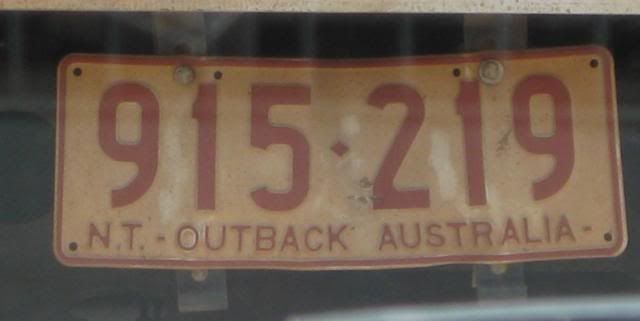 915·219
N.T. - OUTBACK AUSTRALIA -